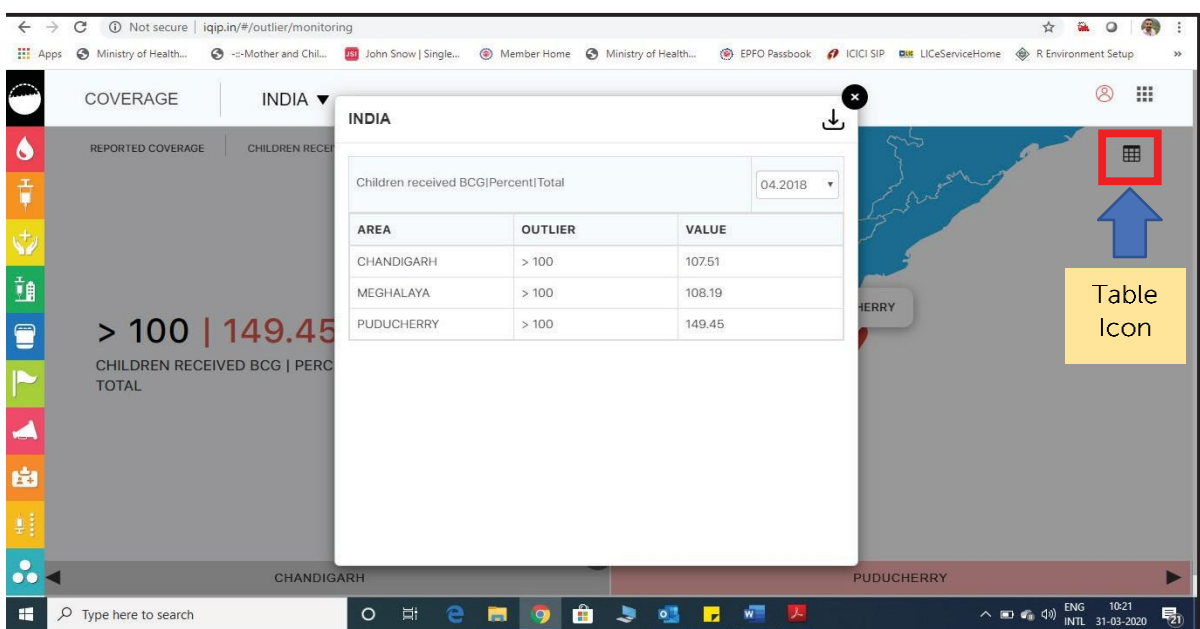 Not secure | iqip.in/#/outlier/monitoring
Apps Ministry of Health... -::-Mother and Chil... JSI John Snow | Single... Member Home Ministry of Health... EPFO Passbook ICICI SIP LICeServiceHome R Environment Setup »
COVERAGE INDIA ▼
INDIA
REPORTED COVERAGE CHILDREN RECEI
Children received BCG|Percent|Total 04.2018
AREA OUTLIER VALUE
CHANDIGARH > 100 107.51
MEGHALAYA > 100 108.19
PUDUCHERRY > 100 149.45
HERRY
Table
Icon
> 100 | 149.45
CHILDREN RECEIVED BCG | PERC
TOTAL
CHANDIGARH PUDUCHERRY
Type here to search
ENG 10:21
INTL 31-03-2020 21